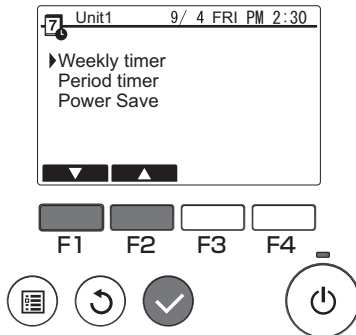 7 Unit1 9/ 4 FRI PM 2:30
Weekly timer
Period timer
Power Save
F1 F2 F3 F4